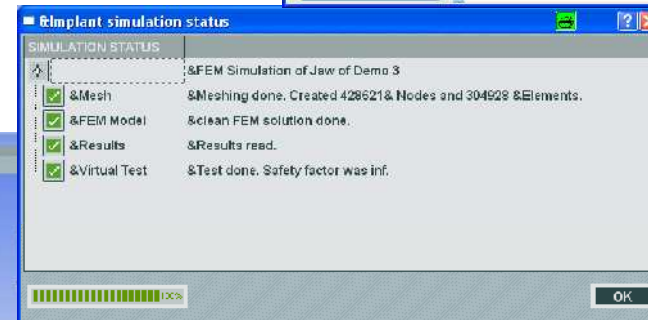 &Implant simulation status
SIMULATION STATUS
&FEM Simulation of Jaw of Demo 3
&Mesh &Meshing done. Created 428621& Nodes and 304928 &Elements.
&FEM Model &clean FEM solution done.
&Results &Results read.
&Virtual Test &Test done. Safety factor was inf.
100%
OK